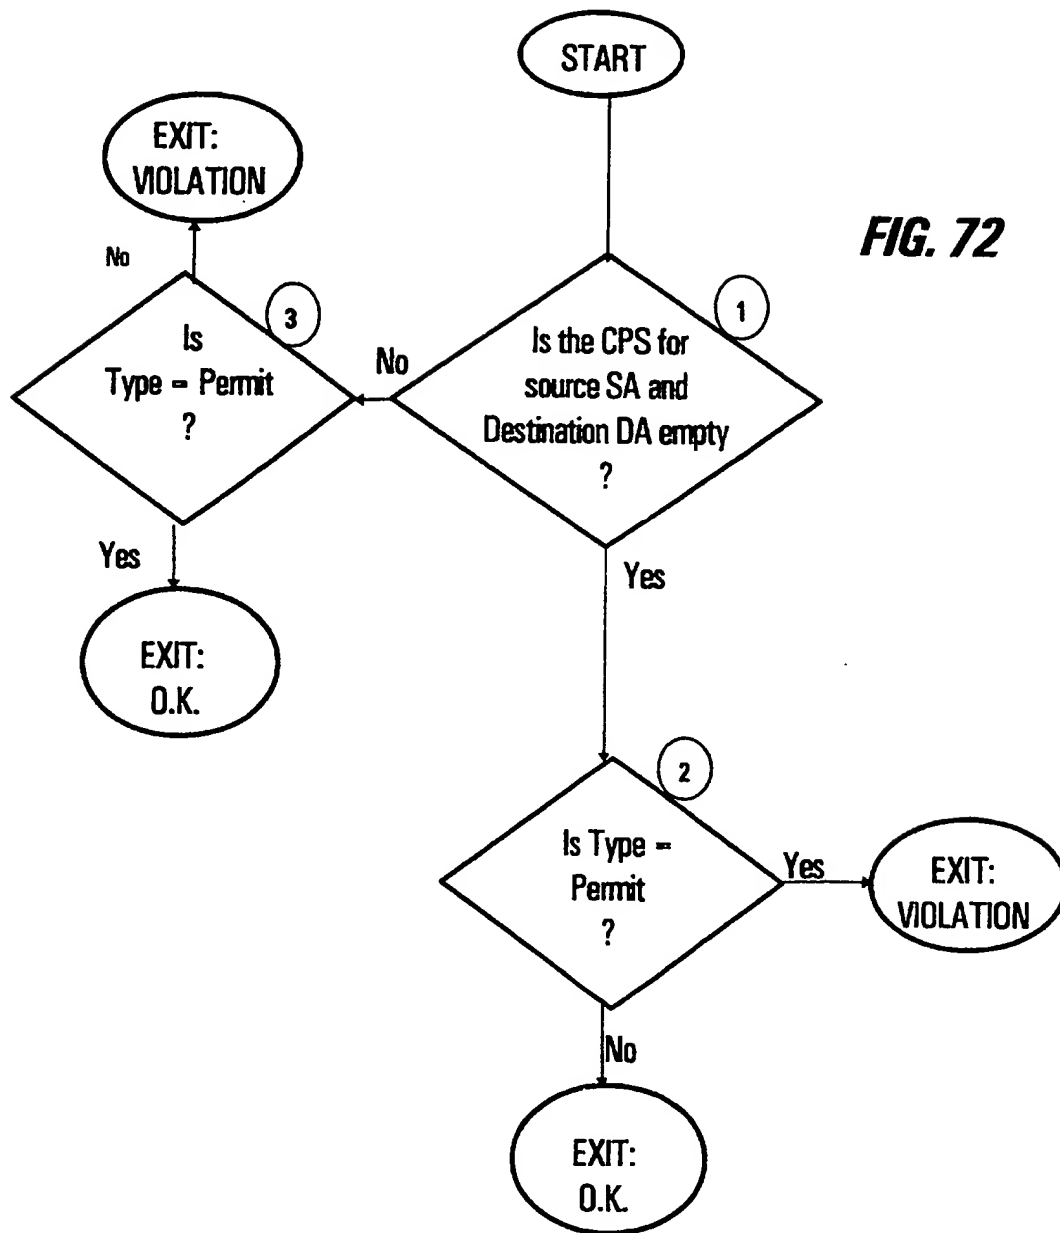 START
EXIT:
VIOLATION
FIG. 72
No
3
Is
Type = Permit
?
No
1
Is the CPS for
source SA and
Destination DA empty
?
Yes
EXIT:
O.K.
Yes
2
Is Type =
Permit
?
Yes
EXIT:
VIOLATION
No
EXIT:
O.K.